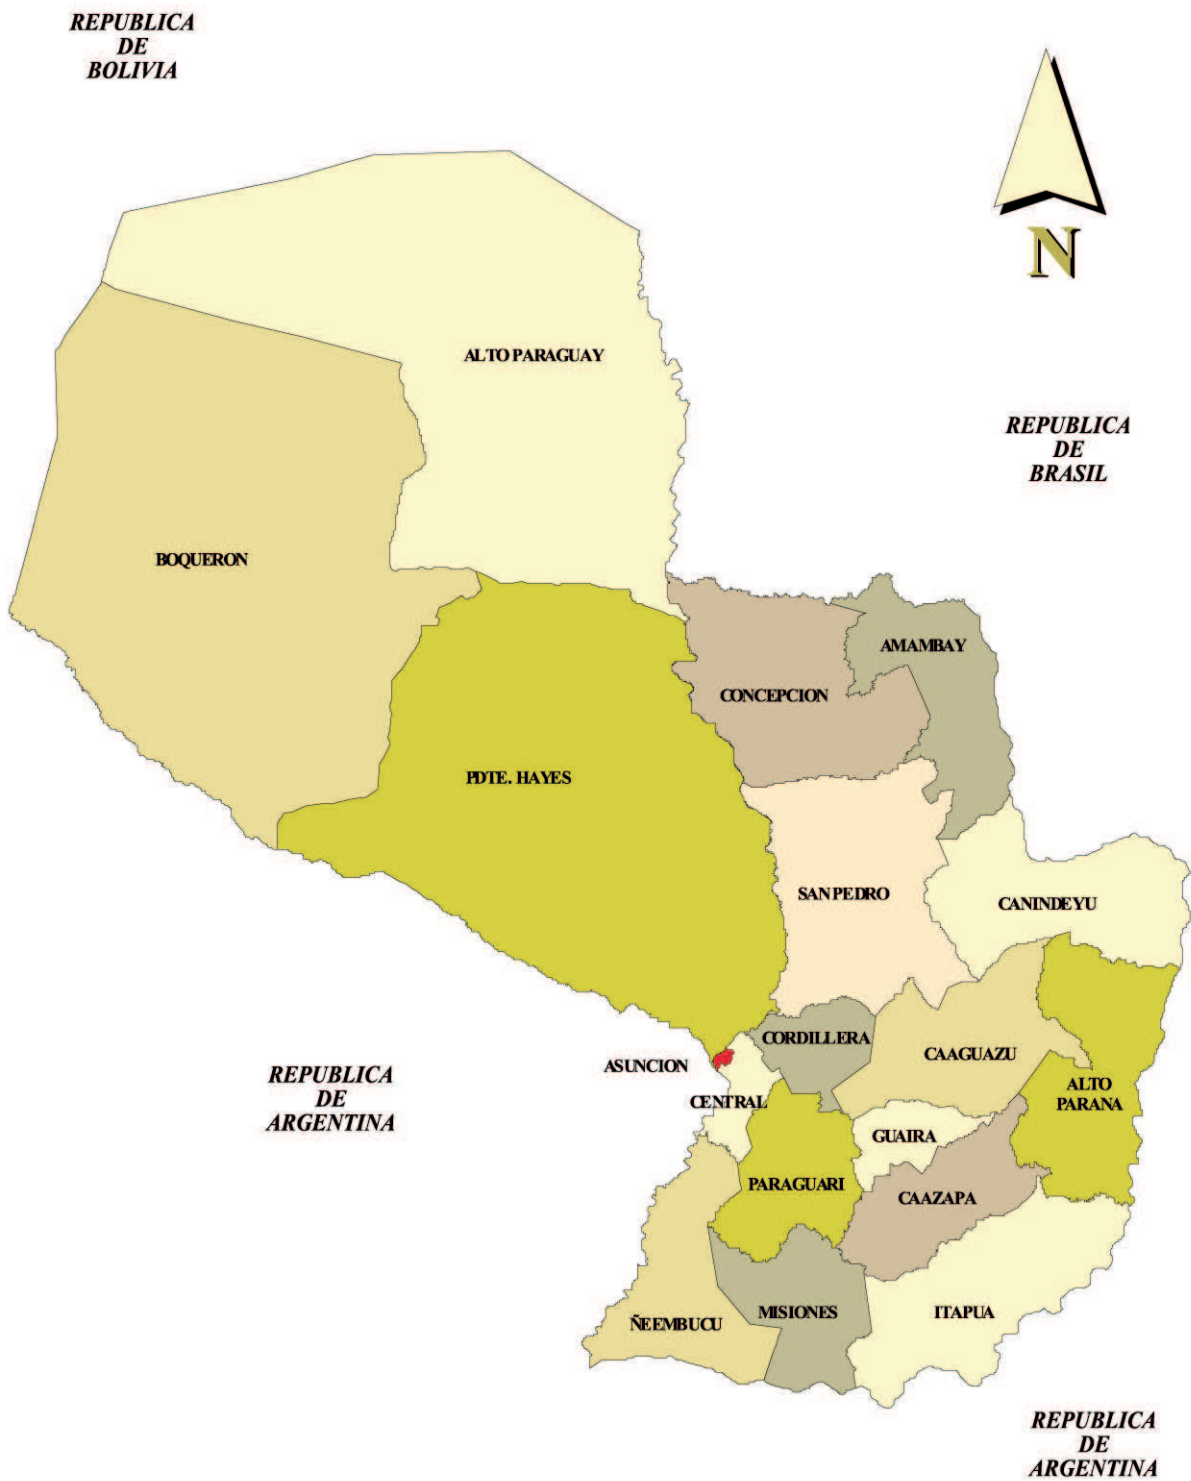 REPUBLICA
DE
BOLIVIA
N
ALTO PARAGUAY
REPUBLICA
DE
BRASIL
BOQUERON
AMAMBAY
CONCEPCION
PDTE. HAYES
SAN PEDRO
CANINDEYU
CORDILLERA
CAAGUAZU
ASUNCION
REPUBLICA
DE
ARGENTINA
ALTO
PARANA
CENTRAL
GUAIRA
PARAGUARI
CAAZAPA
ÑEEMBUCU
MISIONES
ITAPUA
REPUBLICA
DE
ARGENTINA